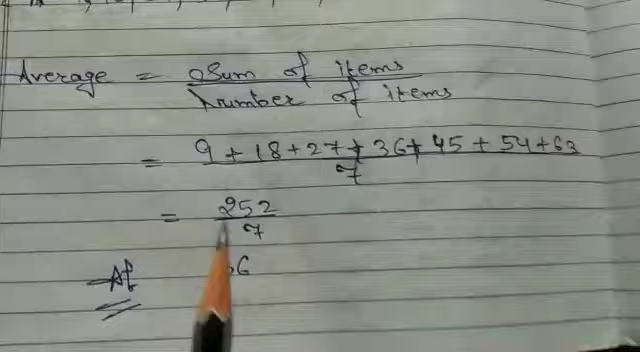 Average = Sum of items
Number of items
= 9 + 18 + 27 + 36 + 45 + 54 + 63
7
= 252
7